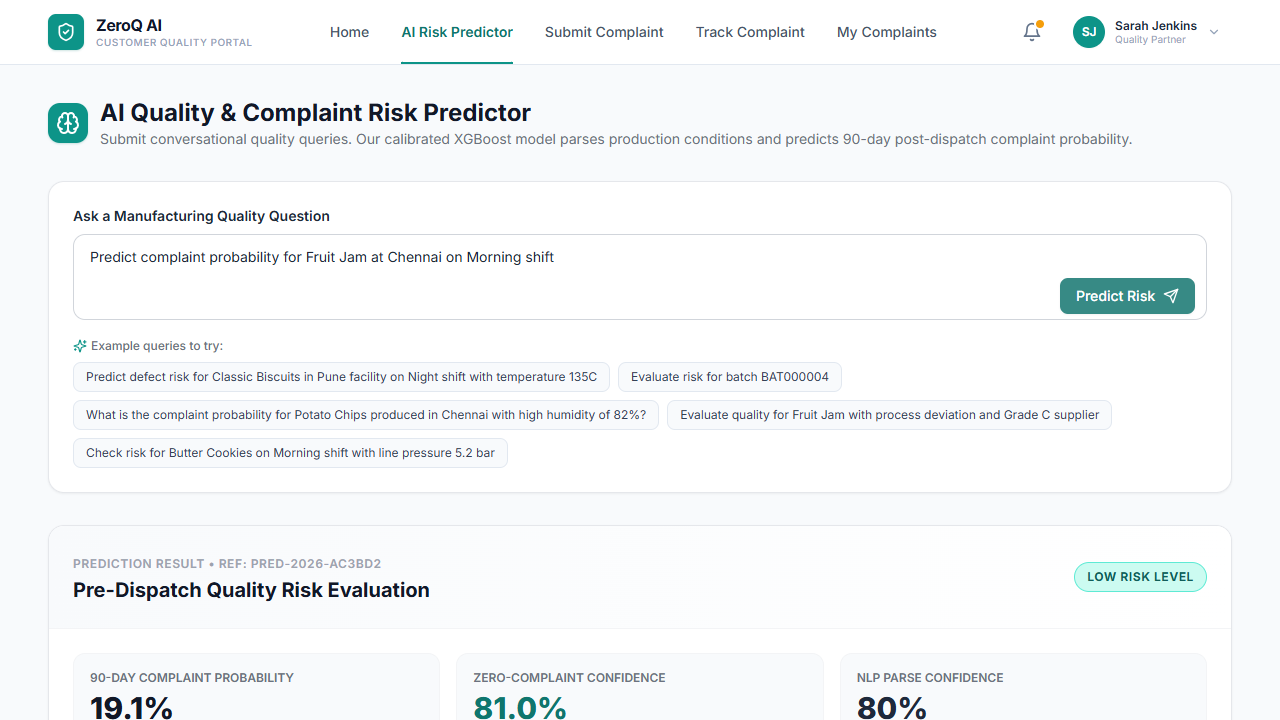 ZeroQ AI
CUSTOMER QUALITY PORTAL
Home
AI Risk Predictor
Submit Complaint
Track Complaint
My Complaints
SJ
Sarah Jenkins
Quality Partner
AI Quality & Complaint Risk Predictor
Submit conversational quality queries. Our calibrated XGBoost model parses production conditions and predicts 90-day post-dispatch complaint probability.
Ask a Manufacturing Quality Question
Predict complaint probability for Fruit Jam at Chennai on Morning shift
Predict Risk
Example queries to try:
Predict defect risk for Classic Biscuits in Pune facility on Night shift with temperature 135C
Evaluate risk for batch BAT000004
What is the complaint probability for Potato Chips produced in Chennai with high humidity of 82%?
Evaluate quality for Fruit Jam with process deviation and Grade C supplier
Check risk for Butter Cookies on Morning shift with line pressure 5.2 bar
PREDICTION RESULT • REF: PRED-2026-AC3BD2
Pre-Dispatch Quality Risk Evaluation
LOW RISK LEVEL
90-DAY COMPLAINT PROBABILITY
19.1%
ZERO-COMPLAINT CONFIDENCE
81.0%
NLP PARSE CONFIDENCE
80%